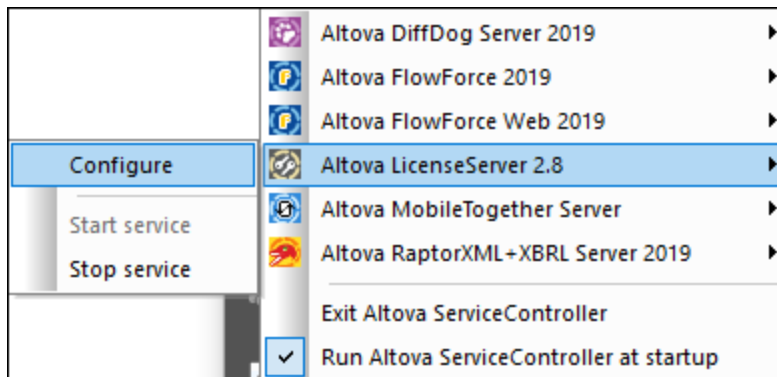 Altova DiffDog Server 2019
Altova FlowForce 2019
Altova FlowForce Web 2019
Altova LicenseServer 2.8
Altova MobileTogether Server
Altova RaptorXML+XBRL Server 2019
Exit Altova ServiceController
Run Altova ServiceController at startup
Configure
Start service
Stop service